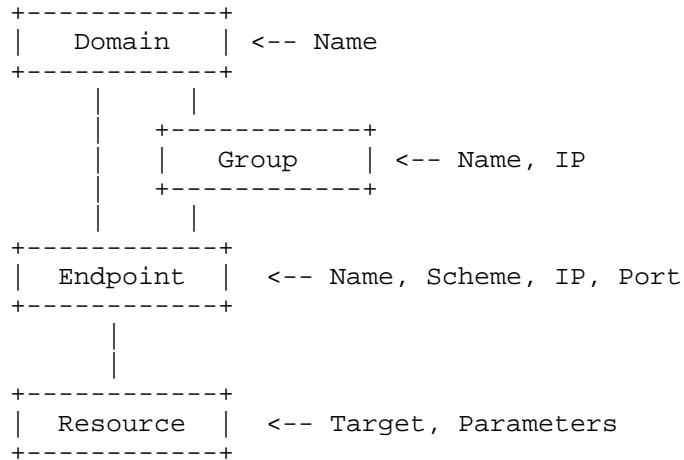 Domain <-- Name
Group <-- Name, IP
Endpoint <-- Name, Scheme, IP, Port
Resource <-- Target, Parameters